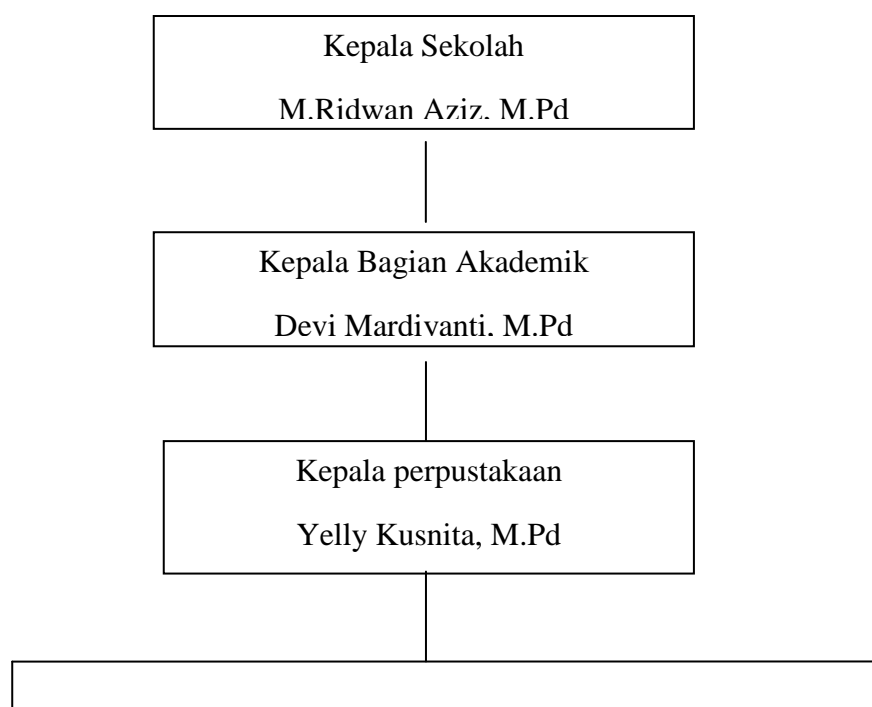 Kepala Sekolah
M.Ridwan Aziz, M.Pd
Kepala Bagian Akademik
Devi Mardiyanti, M.Pd
Kepala perpustakaan
Yelly Kusnita, M.Pd